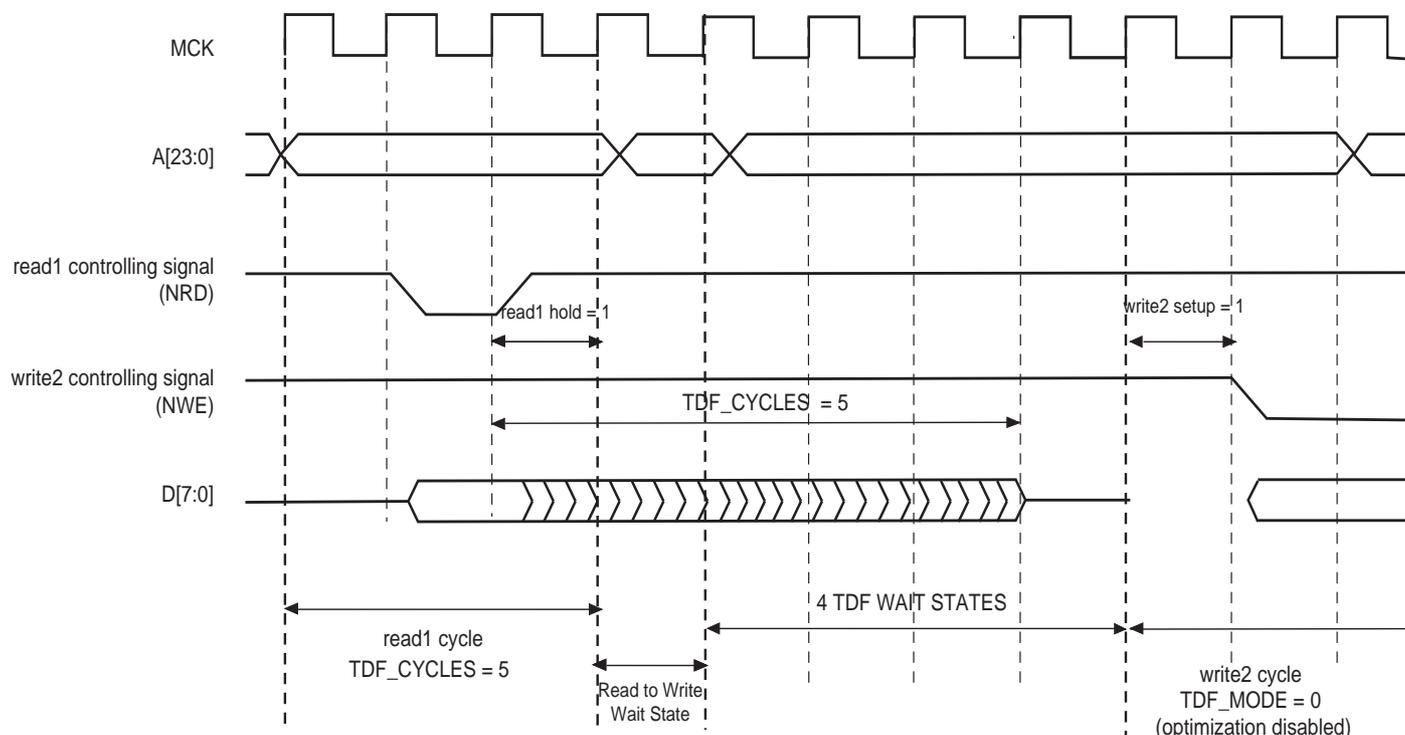 MCK
A[23:0]
read1 controlling signal
(NRD)
read1 hold = 1
write2 setup = 1
write2 controlling signal
(NWE)
TDF_CYCLES = 5
D[7:0]
4 TDF WAIT STATES
read1 cycle
TDF_CYCLES = 5
Read to Write
Wait State
write2 cycle
TDF_MODE = 0
(optimization disabled)